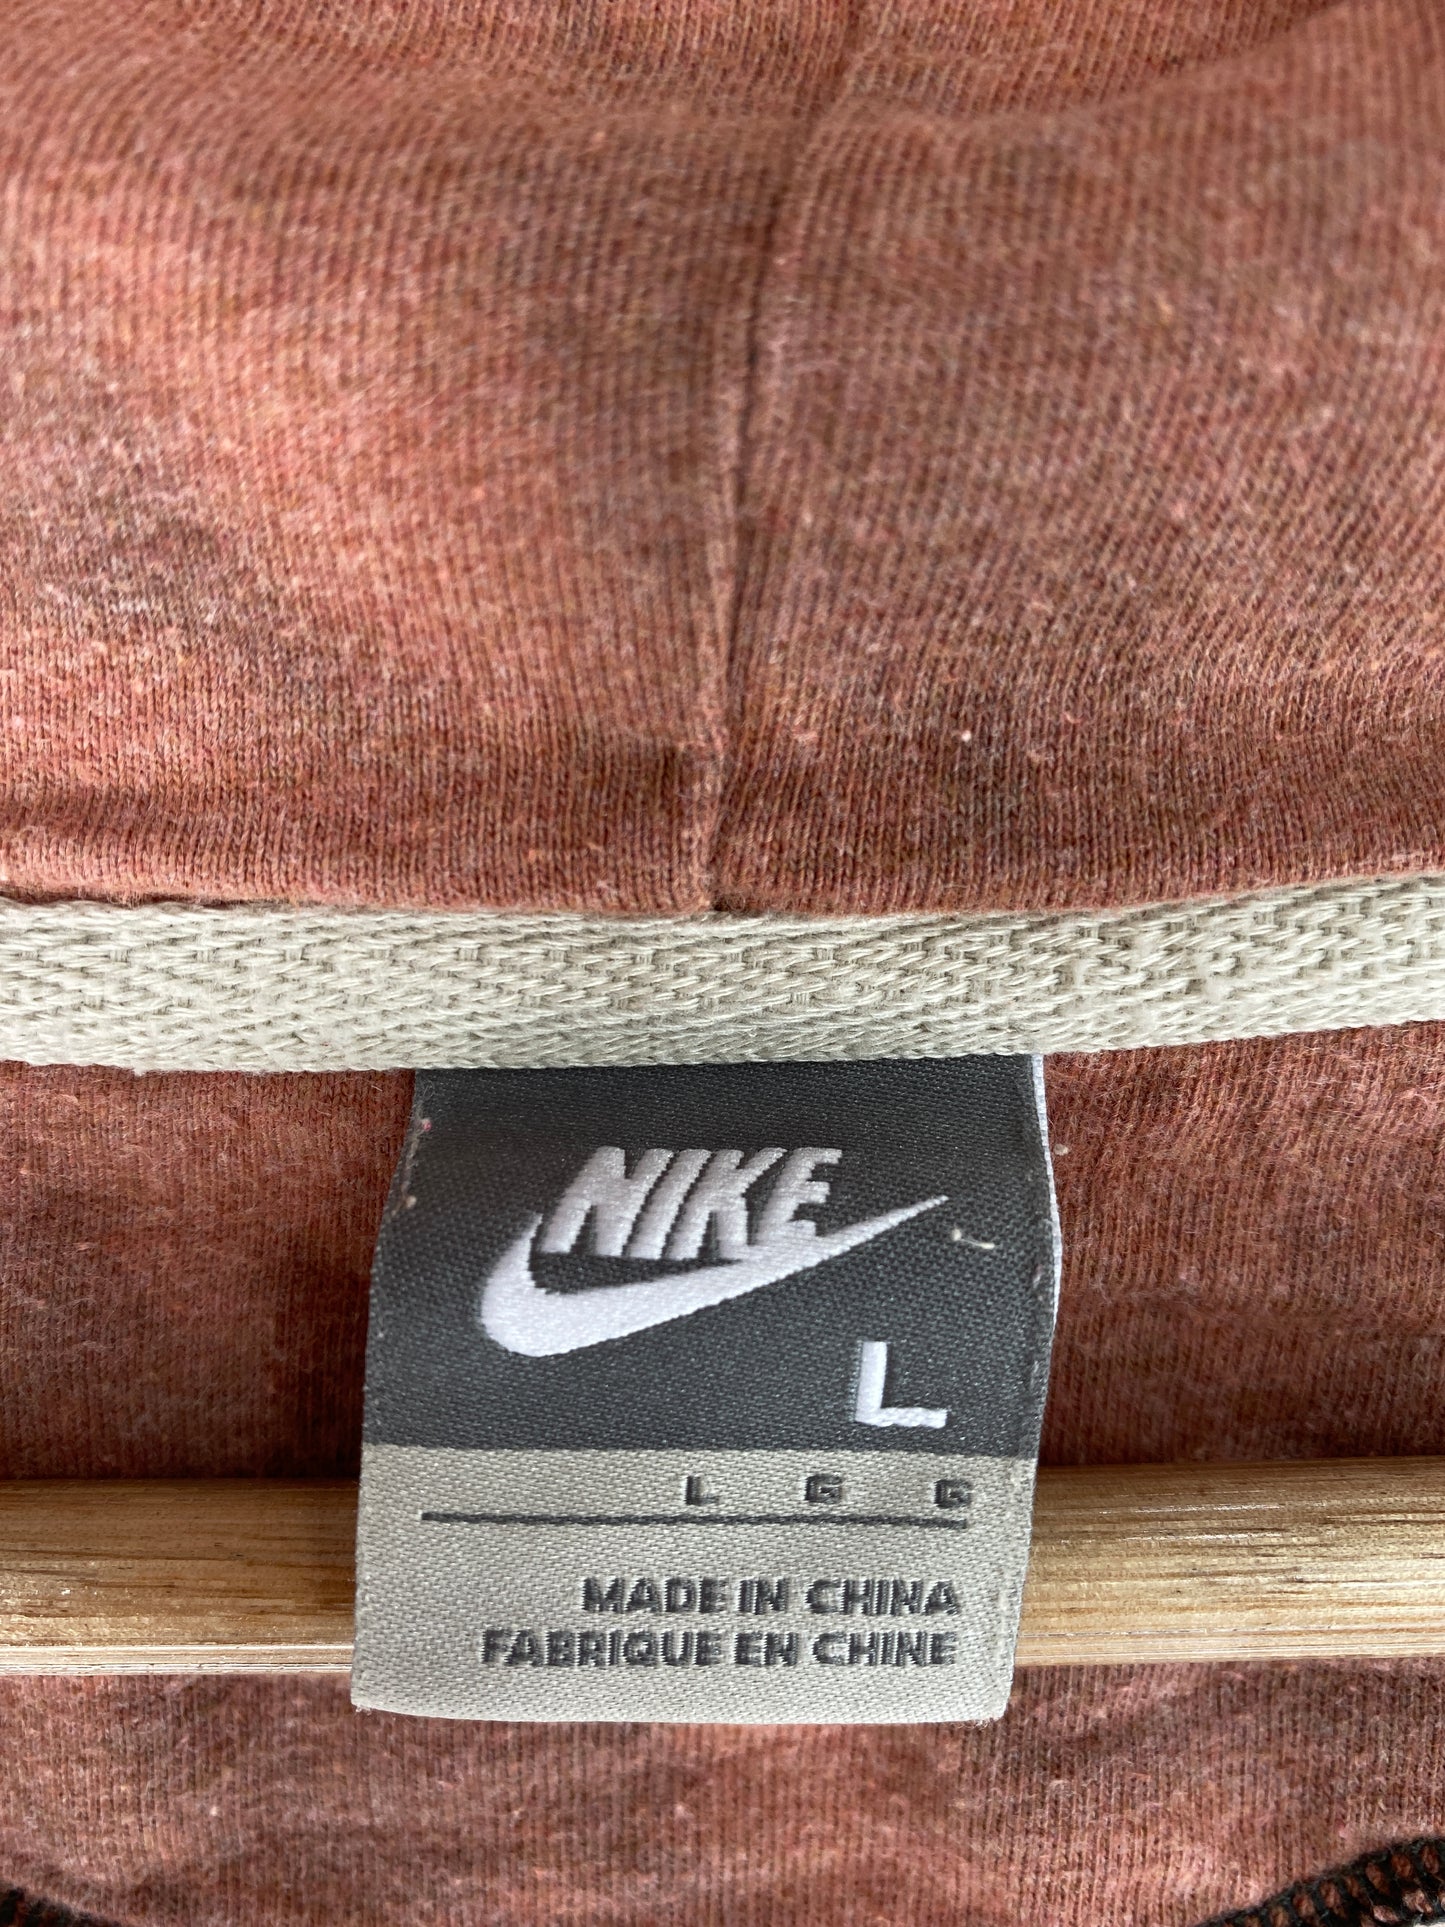 NIKE
L
L G G
MADE IN CHINA
FABRIQUE EN CHINE